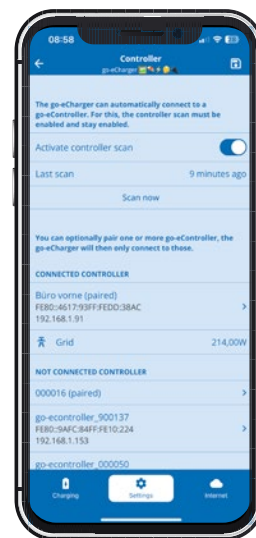 08:58
Controller
go-eCharger
The go-eCharger can automatically connect to a
go-eController. For this, the controller scan must be
enabled and stay enabled.
Activate controller scan
Last scan 9 minutes ago
Scan now
You can optionally pair one or more go-eController, the
go-eCharger will then only connect to those.
CONNECTED CONTROLLER
Büro vorne (paired)
FE80::4617:93FF:FEDD:38AC
192.168.1.91
Grid 214,00W
NOT CONNECTED CONTROLLER
000016 (paired)
go-econtroller_900137
FE80::9AFC:84FF:FE10:224
192.168.1.153
go-econtroller_000050
Charging Settings Internet